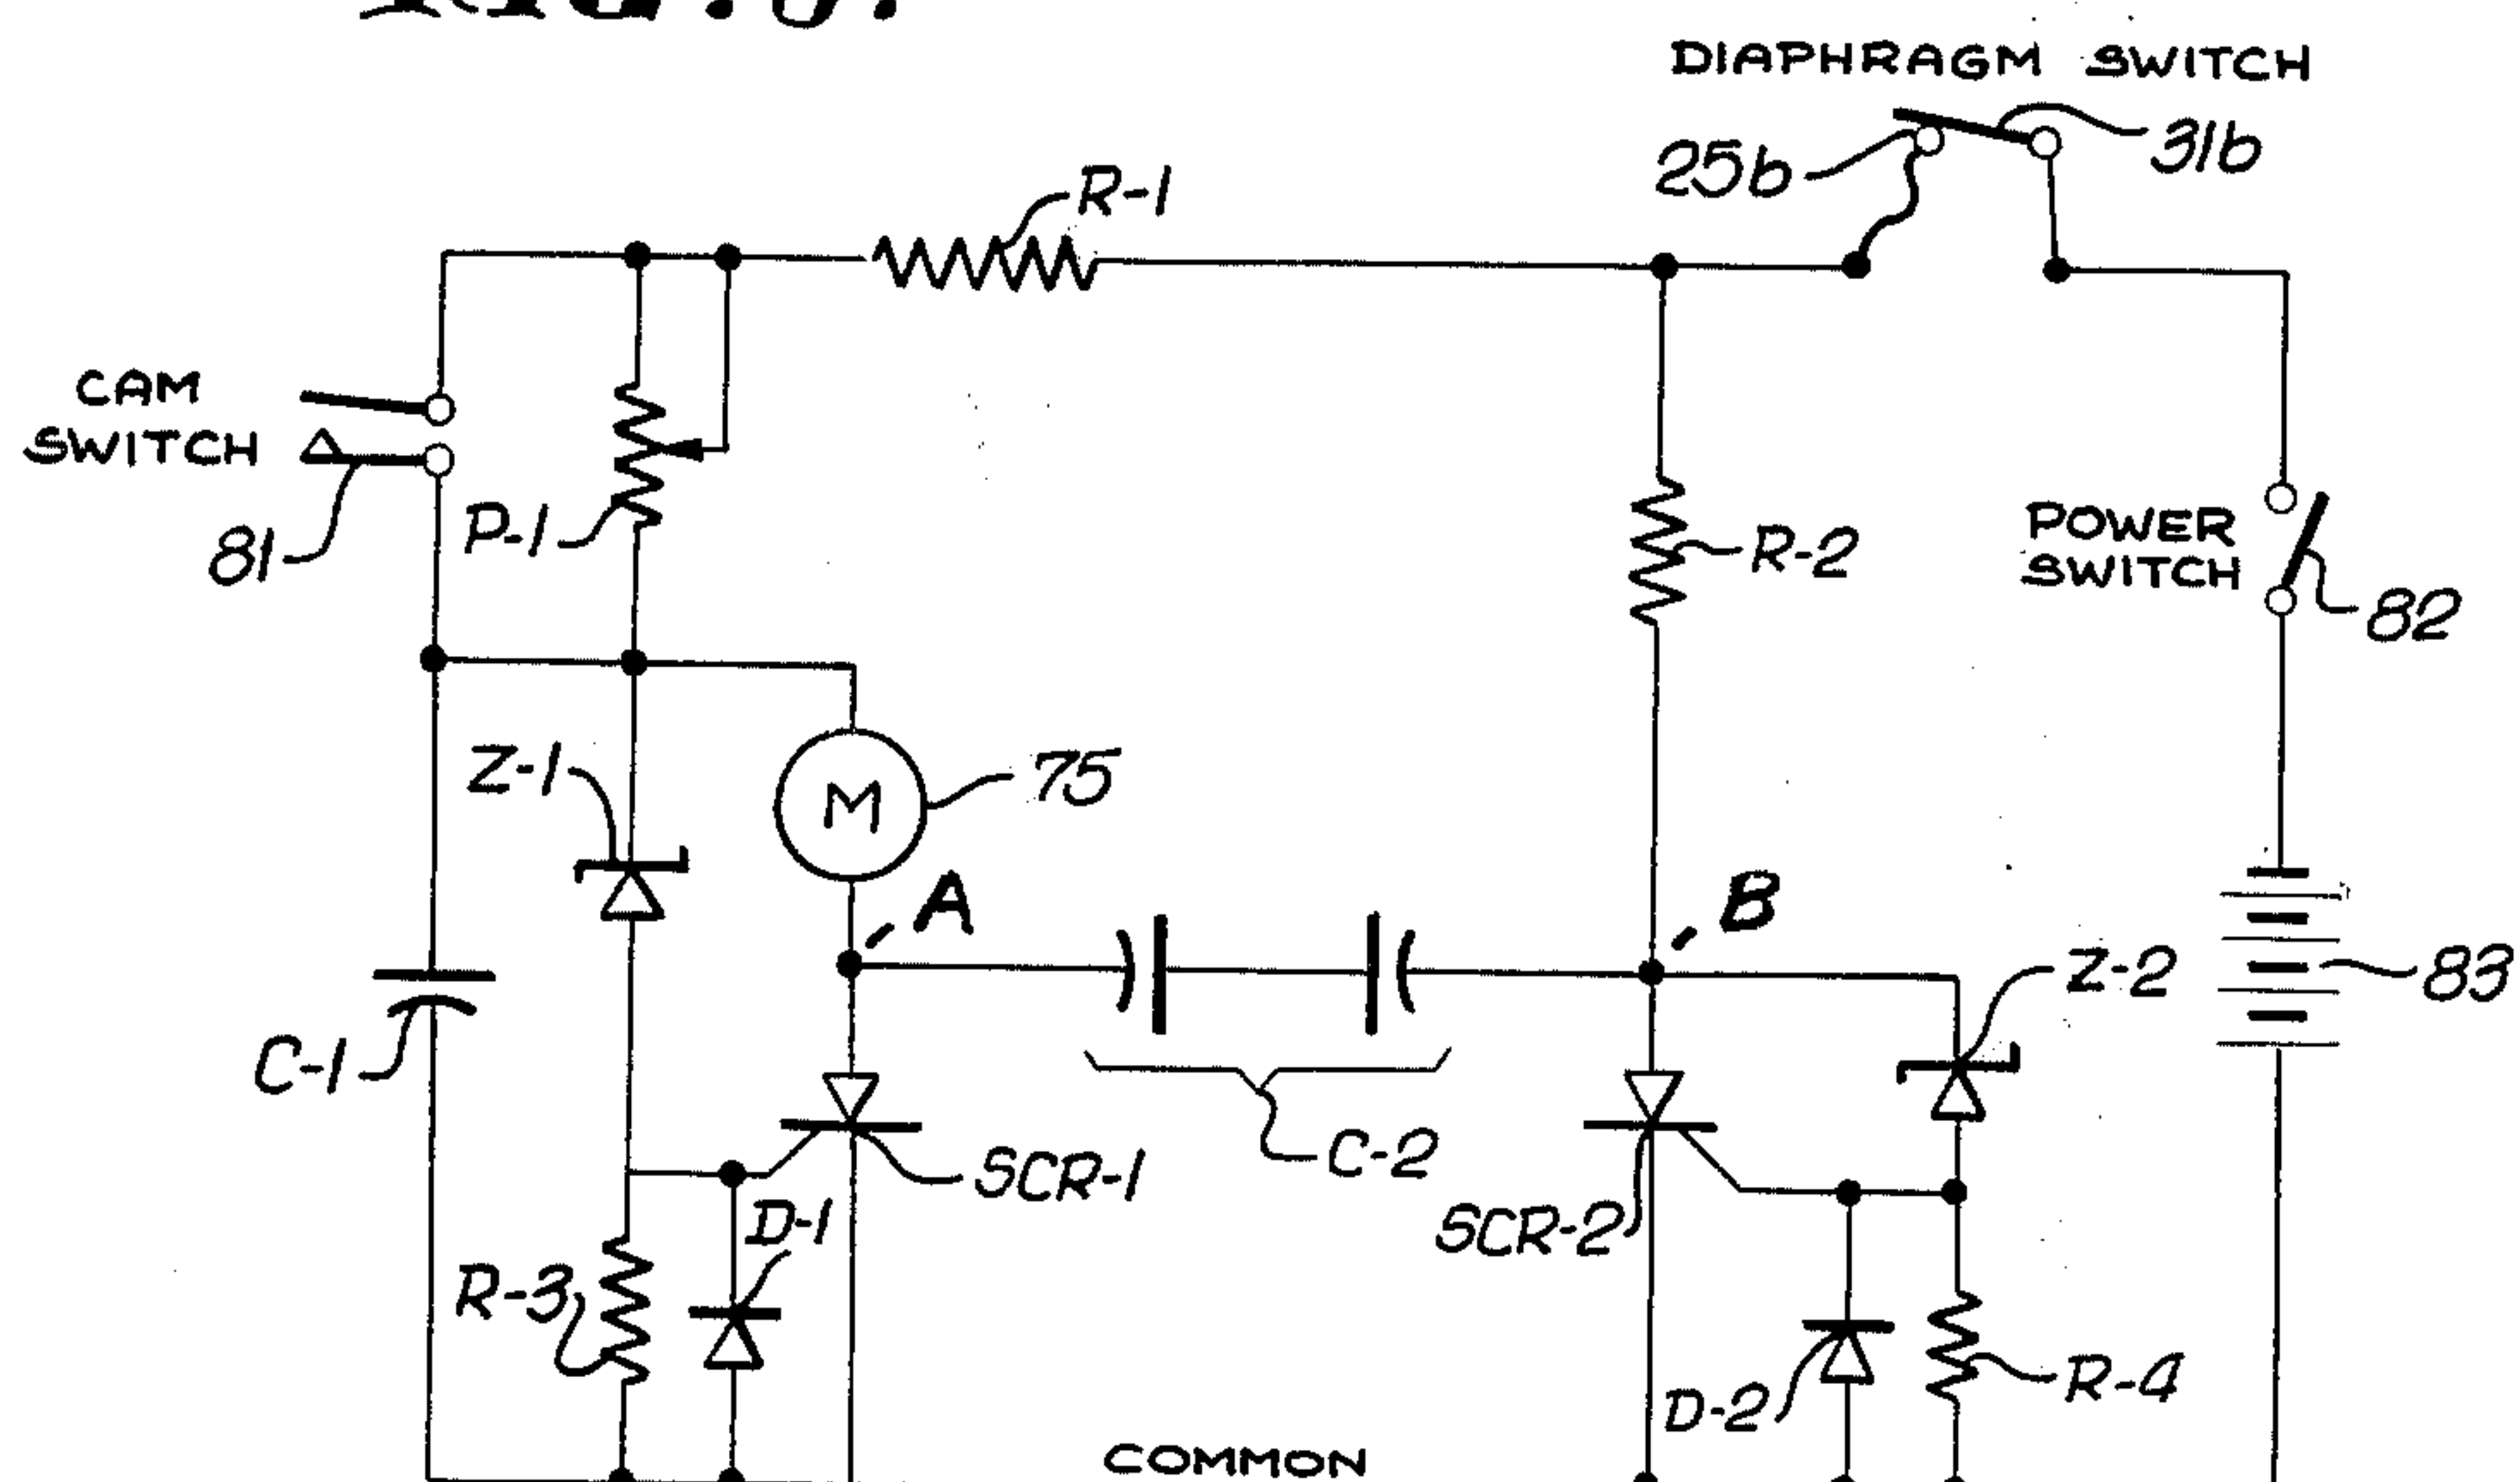 DIAPHRAGM SWITCH
25b
31b
R-1
CAM
SWITCH
81
P-1
R-2
POWER
SWITCH
82
Z-1
M
75
A
B
Z-2
83
C-1
C-2
SCR-1
SCR-2
D-1
R-3
D-2
R-4
COMMON